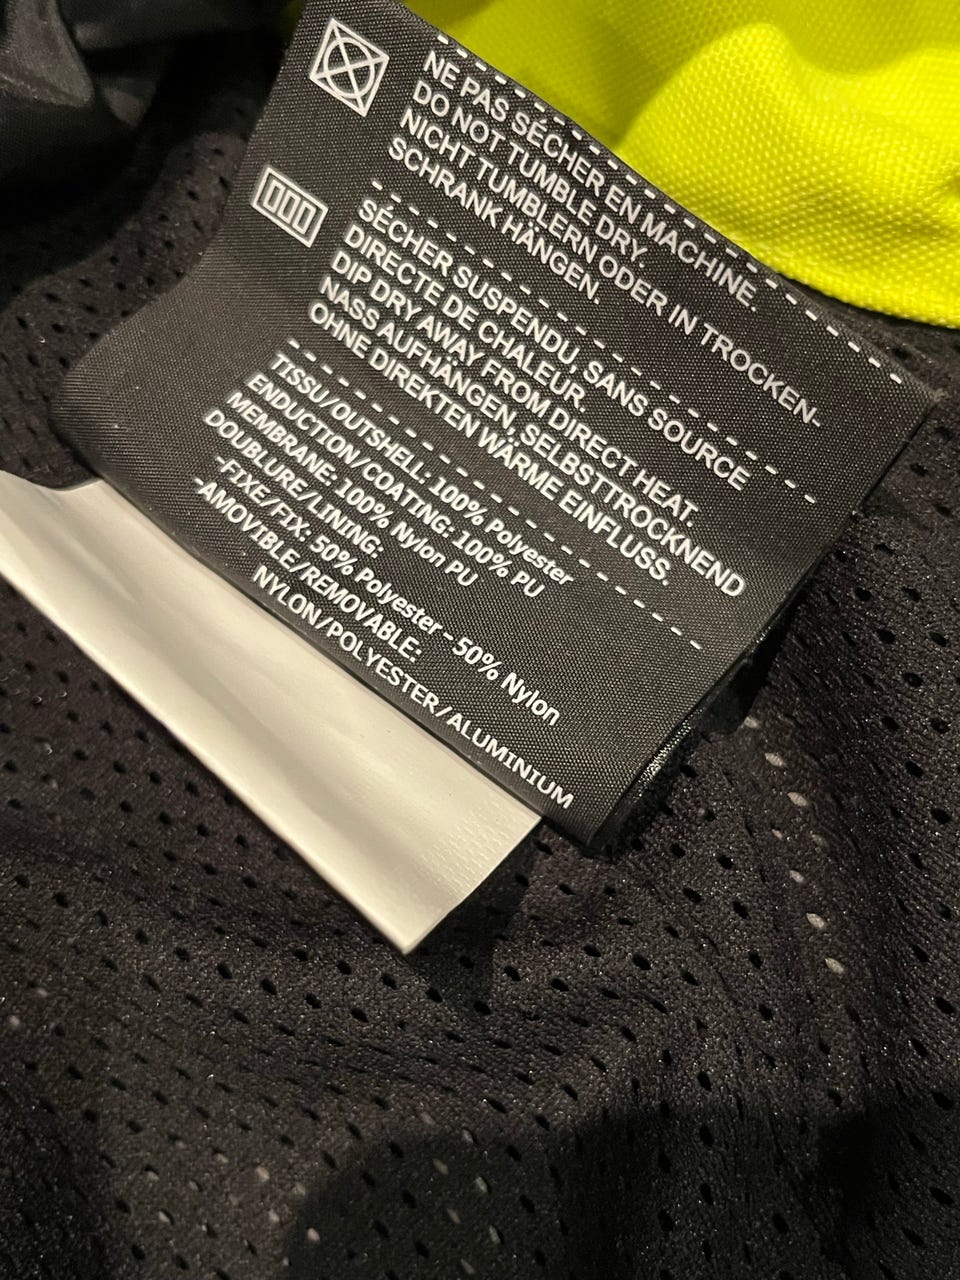 NE PAS SÉCHER EN MACHINE.
DO NOT TUMBLE DRY.
NICHT TUMBLERN ODER IN TROCKEN-
SCHRANK HÄNGEN.
SÉCHER SUSPENDU, SANS SOURCE
DIRECTE DE CHALEUR.
DIP DRY AWAY FROM DIRECT HEAT.
NASS AUFHÄNGEN, SELBSTTROCKNEND
OHNE DIREKTEN WÄRME EINFLUSS.
TISSU/OUTSHELL: 100% Polyester
ENDUCTION/COATING: 100% PU
MEMBRANE: 100% Nylon PU
DOUBLURE/LINING:
-FIXE/FIX: 50% Polyester - 50% Nylon
-AMOVIBLE/REMOVABLE:
NYLON/POLYESTER/ALUMINIUM